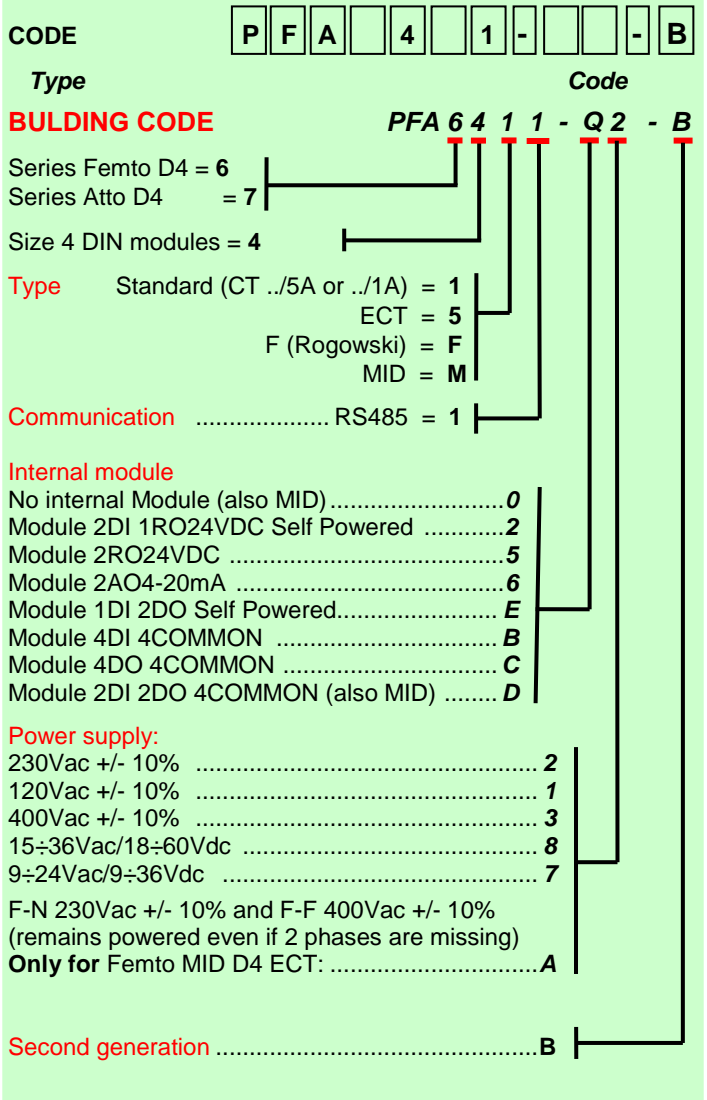 CODE P F A 4 1 - - B
Type Code
BULDING CODE PFA 6 4 1 1 - Q 2 - B
Series Femto D4 = 6
Series Atto D4 = 7
Size 4 DIN modules = 4
Type Standard (CT ../5A or ../1A) = 1
ECT = 5
F (Rogowski) = F
MID = M
Communication .................... RS485 = 1
Internal module
No internal Module (also MID) .....................0
Module 2DI 1RO24VDC Self Powered ............2
Module 2RO24VDC .................................5
Module 2AO4-20mA ................................6
Module 1DI 2DO Self Powered....................E
Module 4DI 4COMMON ...........................B
Module 4DO 4COMMON .......................... C
Module 2DI 2DO 4COMMON (also MID) ........ D
Power supply:
230Vac +/- 10% ......................................... 2
120Vac +/- 10% ......................................... 1
400Vac +/- 10% ......................................... 3
15÷36Vac/18÷60Vdc ................................... 8
9÷24Vac/9÷36Vdc ..................................... 7
F-N 230Vac +/- 10% and F-F 400Vac +/- 10%
(remains powered even if 2 phases are missing)
Only for Femto MID D4 ECT: .........................A
Second generation .......................................B